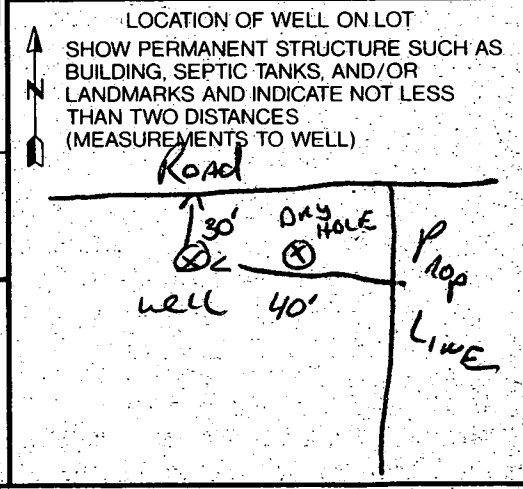 LOCATION OF WELL ON LOT
SHOW PERMANENT STRUCTURE SUCH AS
BUILDING, SEPTIC TANKS, AND/OR
N LANDMARKS AND INDICATE NOT LESS
THAN TWO DISTANCES
(MEASUREMENTS TO WELL)
ROAD
30'
DRY
HOLE
well
40'
Prop
LINE